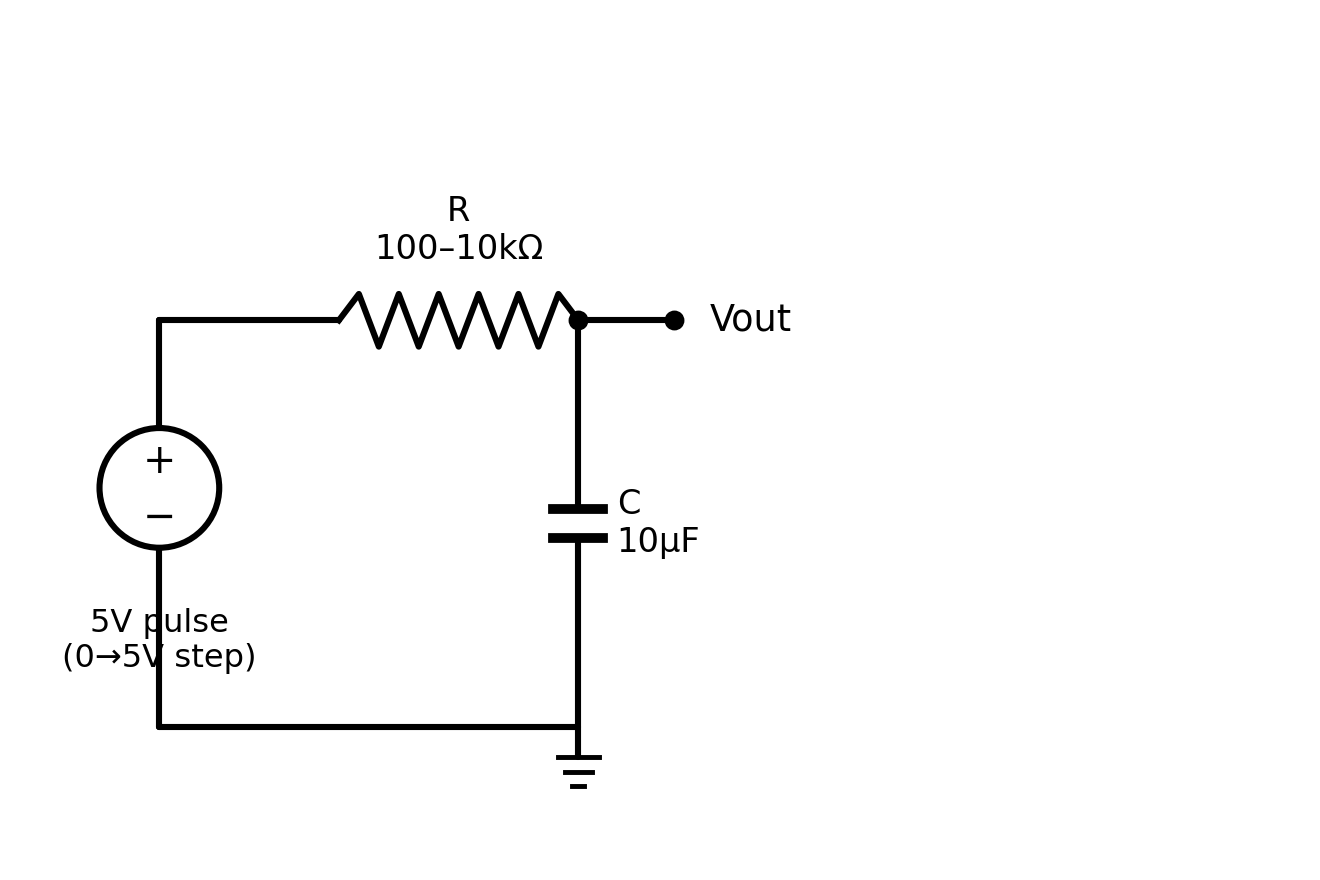 R
100–10kΩ
Vout
+
−
C
10µF
5V pulse
(0→5V step)